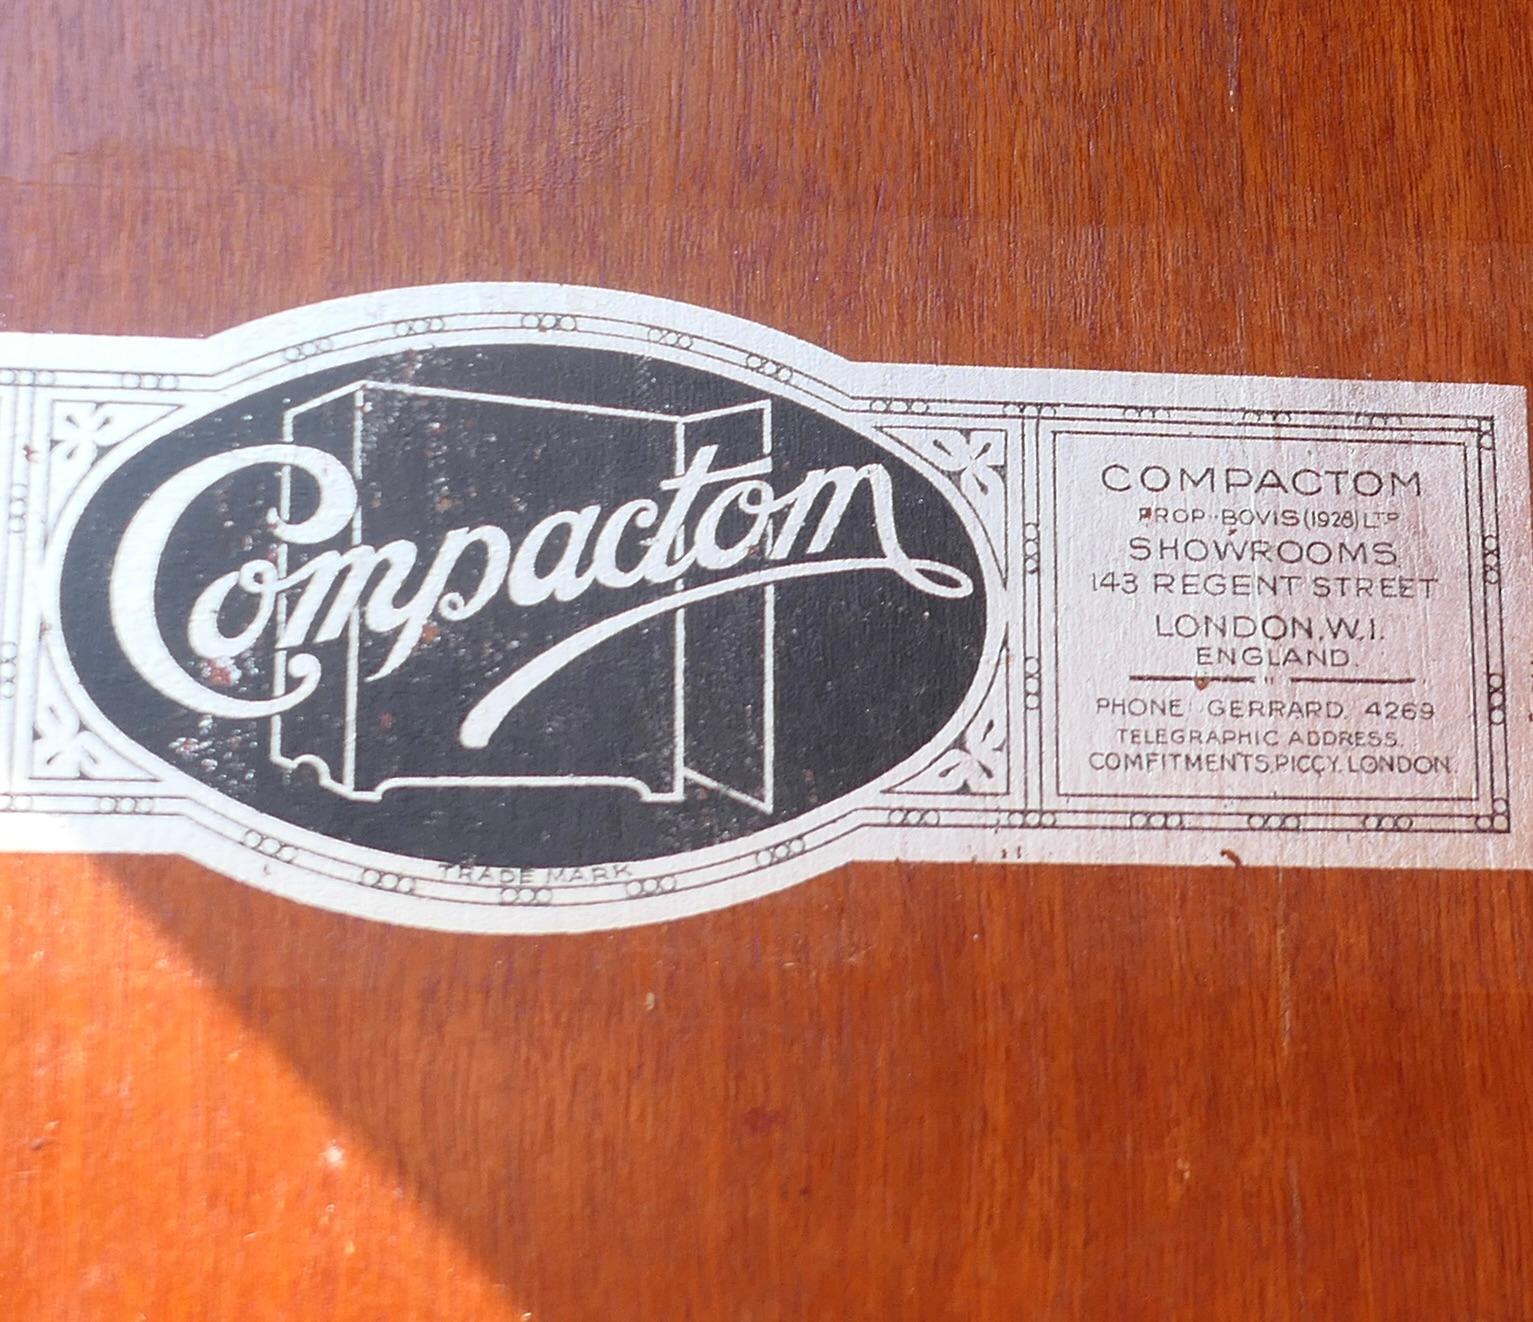 Compactom
TRADE MARK
COMPACTOM
PROP. BOVIS (1928) LTD
SHOWROOMS.
143 REGENT STREET
LONDON, W.1.
ENGLAND.
PHONE: GERRARD. 4269
TELEGRAPHIC ADDRESS.
COMFITMENTS, PICCY, LONDON.